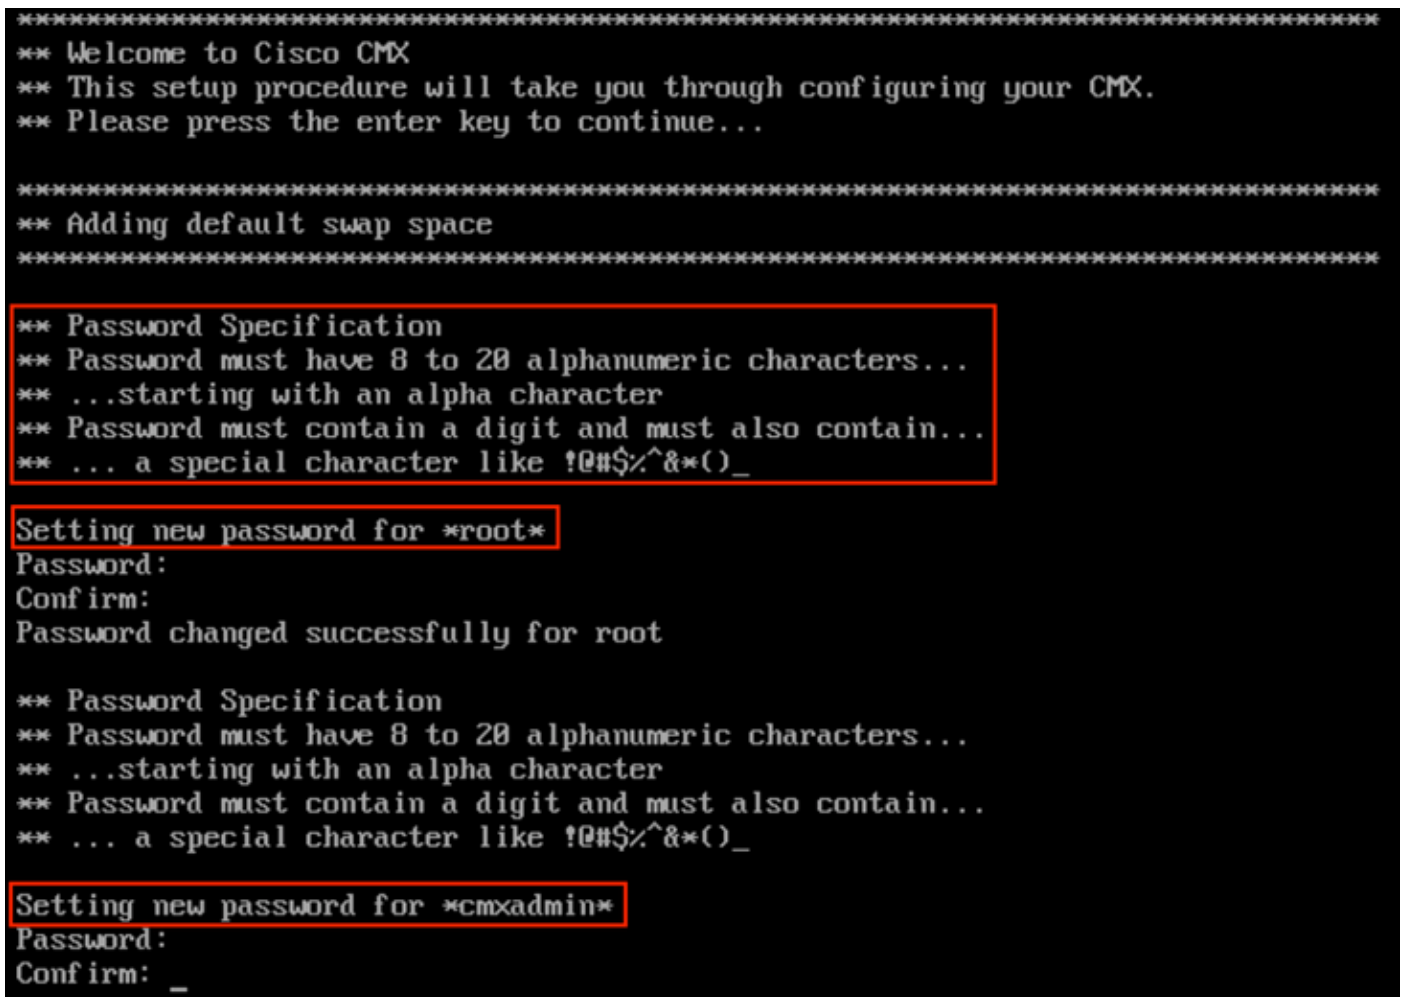 ********************************************************************************
** Welcome to Cisco CMX
** This setup procedure will take you through configuring your CMX.
** Please press the enter key to continue...
********************************************************************************
** Adding default swap space
********************************************************************************
** Password Specification
** Password must have 8 to 20 alphanumeric characters...
** ...starting with an alpha character
** Password must contain a digit and must also contain...
** ... a special character like !@#$%^&*()_
Setting new password for *root*
Password:
Confirm:
Password changed successfully for root
** Password Specification
** Password must have 8 to 20 alphanumeric characters...
** ...starting with an alpha character
** Password must contain a digit and must also contain...
** ... a special character like !@#$%^&*()_
Setting new password for *cmxadmin*
Password:
Confirm: _